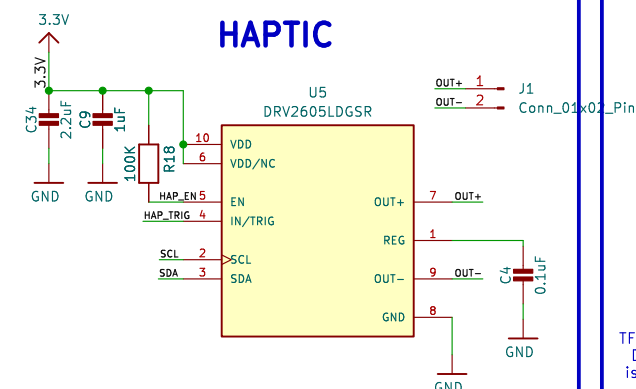 3.3V
HAPTIC
3.3V
C34
2.2uF
C9
1uF
100K
R18
GND
GND
U5
DRV2605LDGSR
OUT+ 1 J1
OUT- 2 Conn_01x02_Pin
10 VDD
6 VDD/NC
HAP_EN 5 EN
HAP_TRIG 4 IN/TRIG
SCL 2 SCL
SDA 3 SDA
OUT+ 7 OUT+
REG 1
OUT- 9 OUT-
GND 8
C4
0.1uF
GND
GND
TF
is